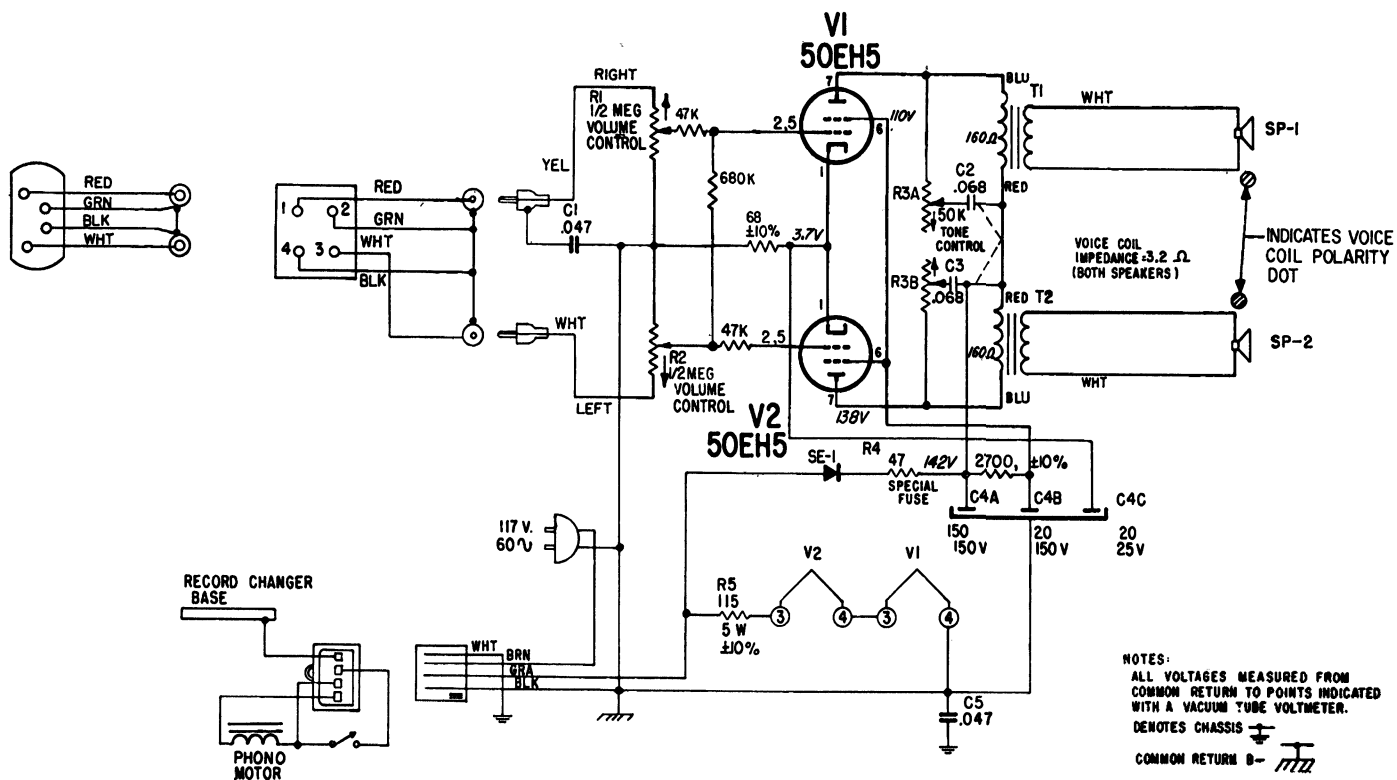 V1
50EH5
RIGHT
R1
1/2 MEG
VOLUME
CONTROL
47K
2,5
7
6
1
110V
BLU
T1
WHT
160Ω
SP-1
RED
GRN
BLK
WHT
1
2
4
3
RED
GRN
WHT
BLK
YEL
C1
.047
680K
68
±10%
3.7V
R3A
C2
.068
RED
50K
TONE
CONTROL
C3
.068
R3B
VOICE COIL
IMPEDANCE=3.2 Ω
(BOTH SPEAKERS)
INDICATES VOICE
COIL POLARITY
DOT
WHT
LEFT
R2
1/2 MEG
VOLUME
CONTROL
47K
2,5
1
6
7
138V
V2
50EH5
RED T2
160Ω
BLU
WHT
SP-2
SE-1
R4
47
SPECIAL
FUSE
142V
2700, ±10%
C4A
C4B
C4C
150
150V
20
150V
20
25V
117 V.
60~
R5
115
5 W
±10%
V2
V1
3
4
3
4
RECORD CHANGER
BASE
PHONO
MOTOR
WHT
BRN
GRA
BLK
C5
.047
NOTES:
ALL VOLTAGES MEASURED FROM
COMMON RETURN TO POINTS INDICATED
WITH A VACUUM TUBE VOLTMETER.
DENOTES CHASSIS
COMMON RETURN B-